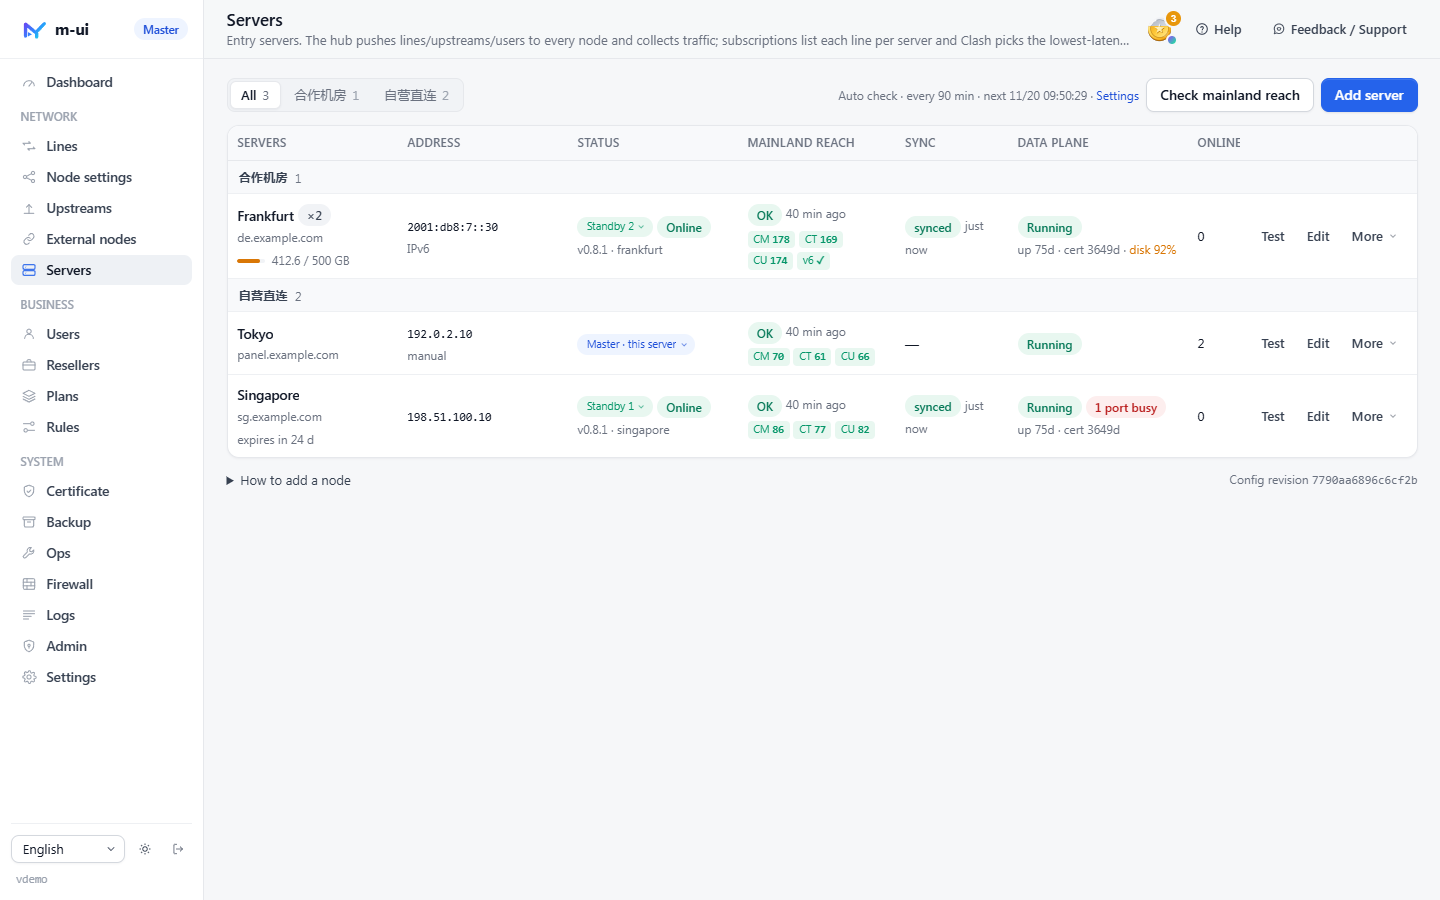 m-ui
Master
Servers
Entry servers. The hub pushes lines/upstreams/users to every node and collects traffic; subscriptions list each line per server and Clash picks the lowest-laten...
3
Help
Feedback / Support
Dashboard
NETWORK
Lines
Node settings
Upstreams
External nodes
Servers
BUSINESS
Users
Resellers
Plans
Rules
SYSTEM
Certificate
Backup
Ops
Firewall
Logs
Admin
Settings
English
vdemo
All 3
合作机房 1
自营直连 2
Auto check · every 90 min · next 11/20 09:50:29 · Settings
Check mainland reach
Add server
SERVERS ADDRESS STATUS MAINLAND REACH SYNC DATA PLANE ONLINE
合作机房 1
Frankfurt ×2
de.example.com
412.6 / 500 GB
2001:db8:7::30
IPv6
Standby 2 Online
v0.8.1 · frankfurt
OK 40 min ago
CM 178 CT 169
CU 174 v6 ✓
synced just
now
Running
up 75d · cert 3649d · disk 92%
0
Test Edit More
自营直连 2
Tokyo
panel.example.com
192.0.2.10
manual
Master · this server
OK 40 min ago
CM 70 CT 61 CU 66
—
Running
2
Test Edit More
Singapore
sg.example.com
expires in 24 d
198.51.100.10
Standby 1 Online
v0.8.1 · singapore
OK 40 min ago
CM 86 CT 77 CU 82
synced just
now
Running 1 port busy
up 75d · cert 3649d
0
Test Edit More
How to add a node
Config revision 7790aa6896c6cf2b